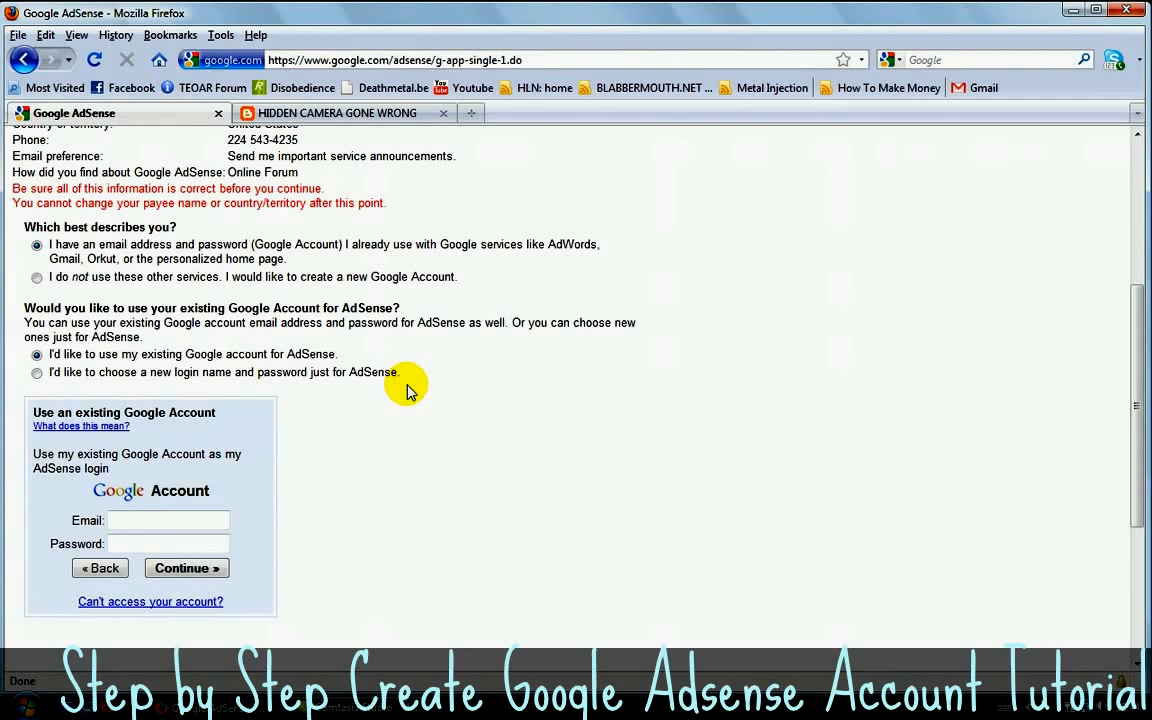 Google AdSense - Mozilla Firefox
File Edit View History Bookmarks Tools Help
google.com https://www.google.com/adsense/g-app-single-1.do Google
Most Visited Facebook TEOAR Forum Disobedience Deathmetal.be Youtube HLN: home BLABBERMOUTH.NET ... Metal Injection How To Make Money Gmail
Google AdSense HIDDEN CAMERA GONE WRONG
Country or territory: United States
Phone: 224 543-4235
Email preference: Send me important service announcements.
How did you find about Google AdSense: Online Forum
Be sure all of this information is correct before you continue.
You cannot change your payee name or country/territory after this point.
Which best describes you?
I have an email address and password (Google Account) I already use with Google services like AdWords,
Gmail, Orkut, or the personalized home page.
I do not use these other services. I would like to create a new Google Account.
Would you like to use your existing Google Account for AdSense?
You can use your existing Google account email address and password for AdSense as well. Or you can choose new
ones just for AdSense.
I'd like to use my existing Google account for AdSense.
I'd like to choose a new login name and password just for AdSense.
Use an existing Google Account
What does this mean?
Use my existing Google Account as my
AdSense login
Google Account
Email:
Password:
« Back Continue »
Can't access your account?
Done
Step by Step Create Google Adsense Account Tutorial